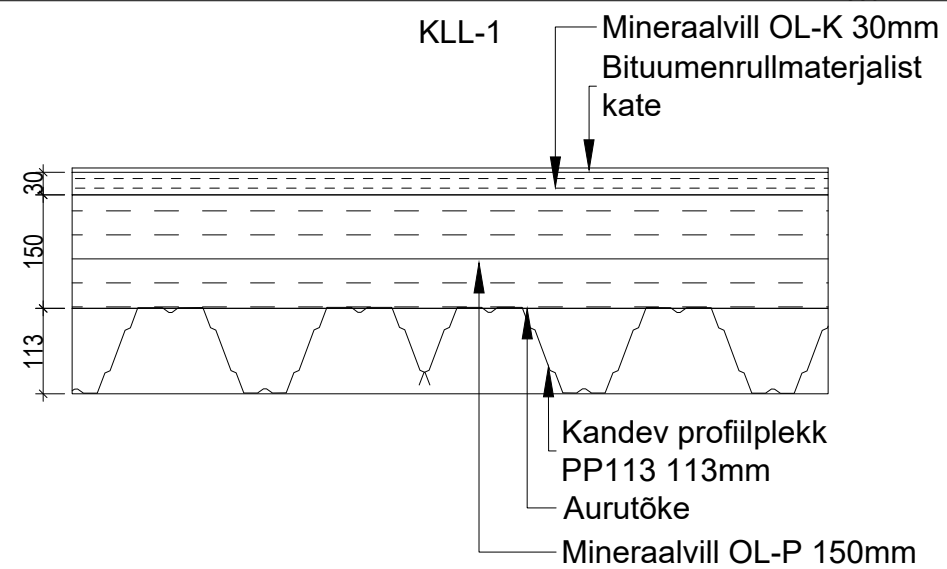 KLL-1
Mineraalvill OL-K 30mm
Bituumenrullmaterjalist
kate
30
150
113
Kandev profiilplekk
PP113 113mm
Aurutõke
Mineraalvill OL-P 150mm